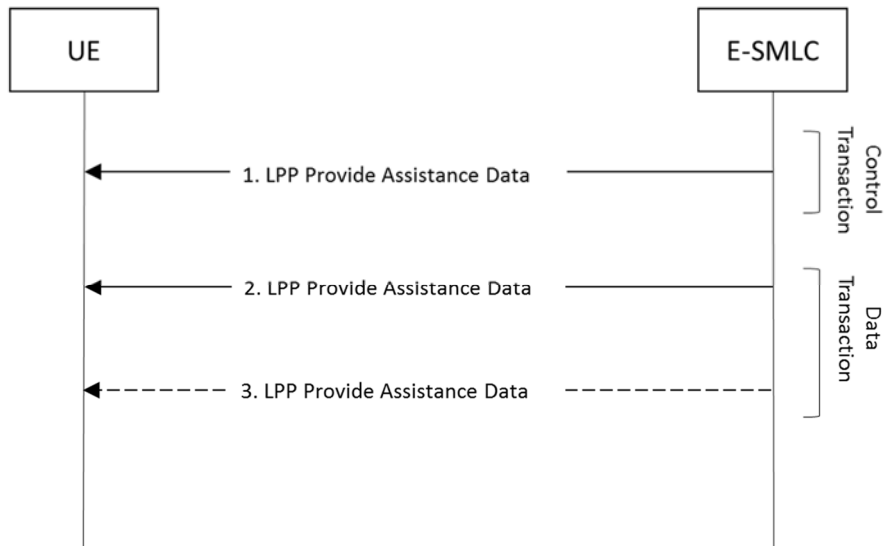 UE
E-SMLC
1. LPP Provide Assistance Data
Control
Transaction
2. LPP Provide Assistance Data
Data
Transaction
3. LPP Provide Assistance Data